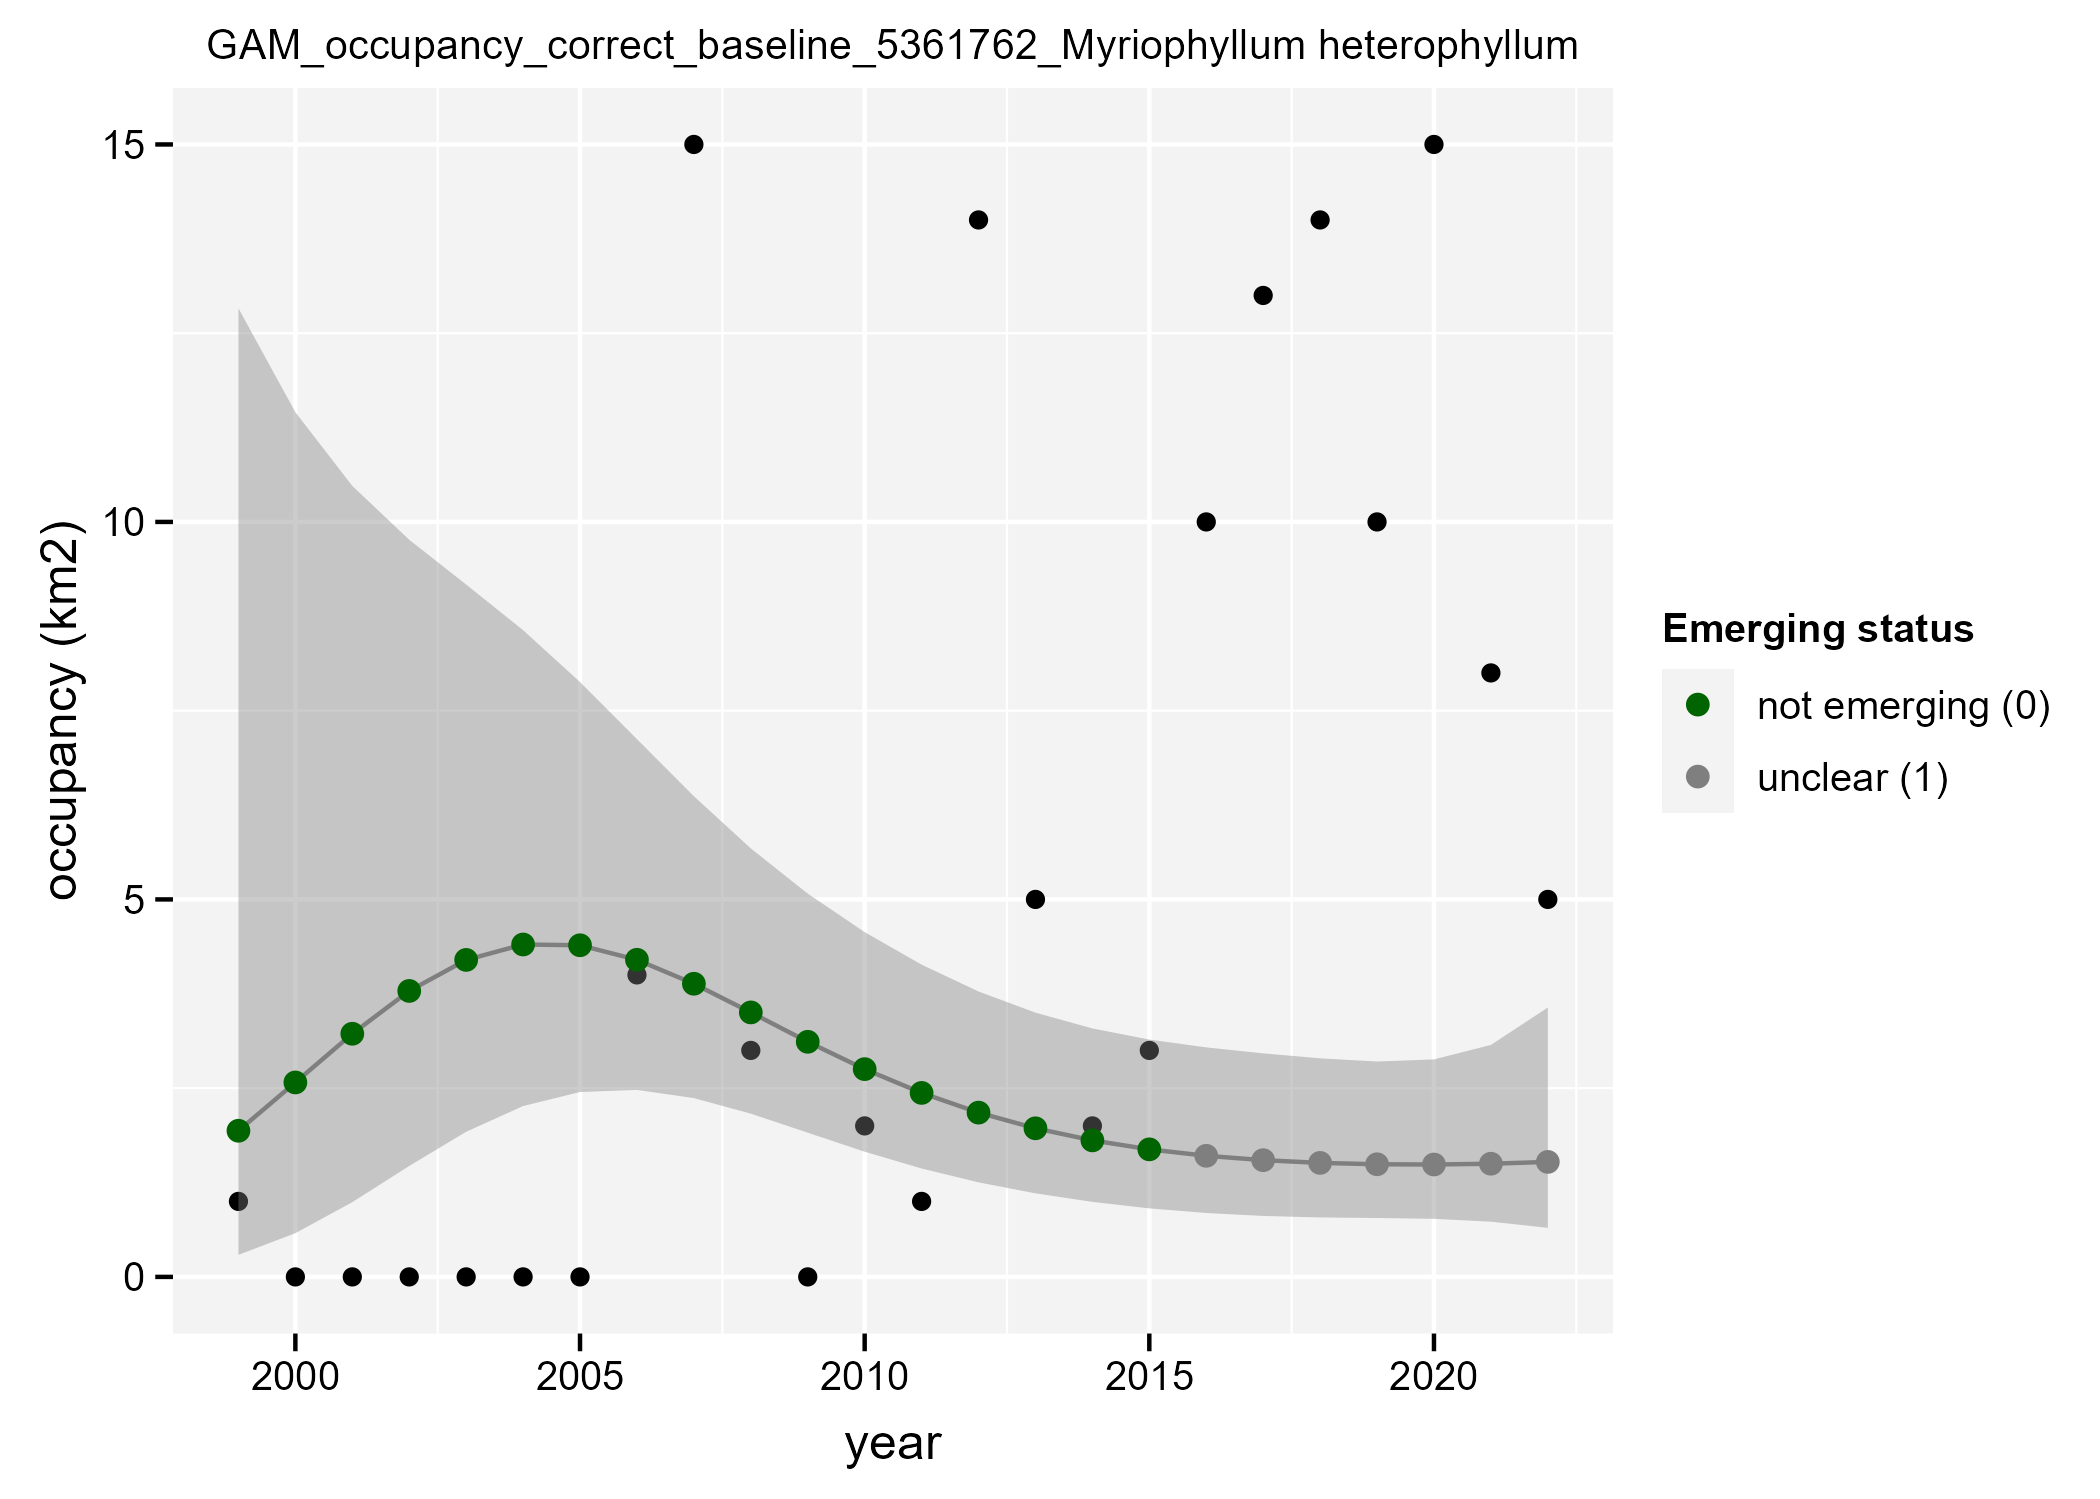 GAM_occupancy_correct_baseline_5361762_Myriophyllum heterophyllum
15
10
5
0
occupancy (km2)
2000 2005 2010 2015 2020
year
Emerging status
not emerging (0)
unclear (1)